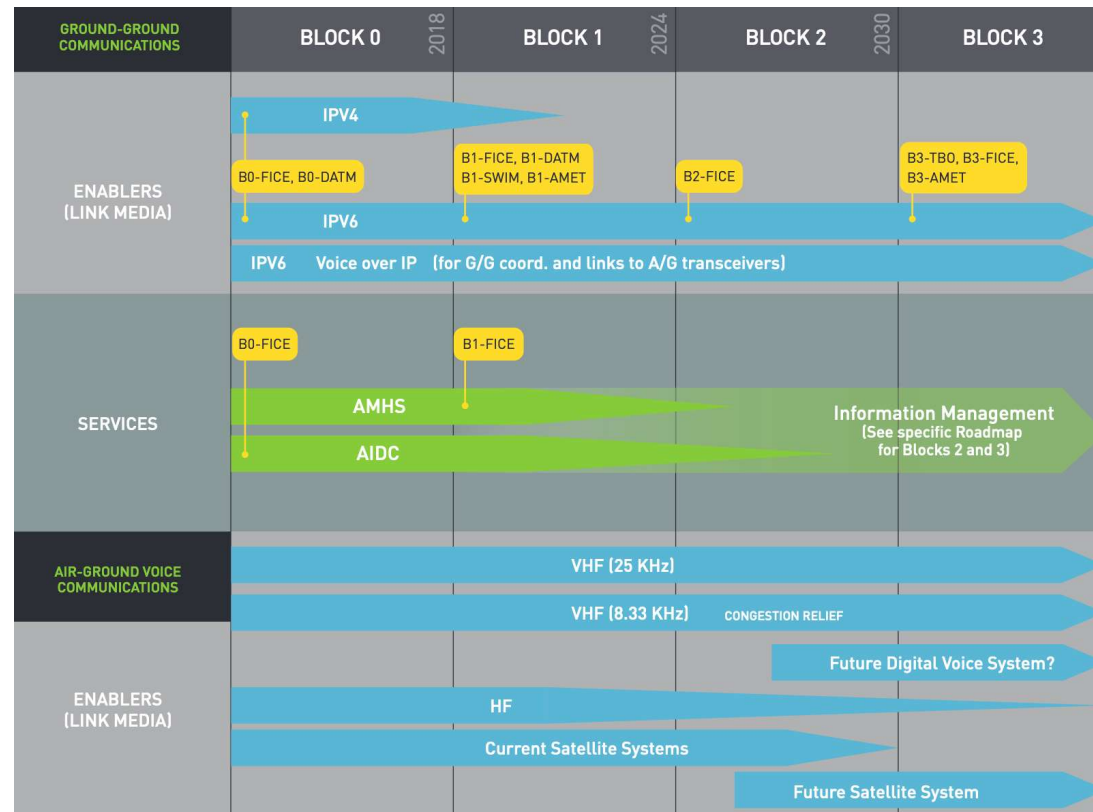 GROUND-GROUND
COMMUNICATIONS
BLOCK 0
2018
BLOCK 1
2024
BLOCK 2
2030
BLOCK 3
IPV4
B0-FICE, B0-DATM
B1-FICE, B1-DATM
B1-SWIM, B1-AMET
B2-FICE
B3-TBO, B3-FICE,
B3-AMET
ENABLERS
(LINK MEDIA)
IPV6
IPV6 Voice over IP (for G/G coord. and links to A/G transceivers)
B0-FICE
B1-FICE
SERVICES
AMHS
AIDC
Information Management
(See specific Roadmap
for Blocks 2 and 3)
AIR-GROUND VOICE
COMMUNICATIONS
VHF (25 KHz)
VHF (8.33 KHz) CONGESTION RELIEF
Future Digital Voice System?
ENABLERS
(LINK MEDIA)
HF
Current Satellite Systems
Future Satellite System